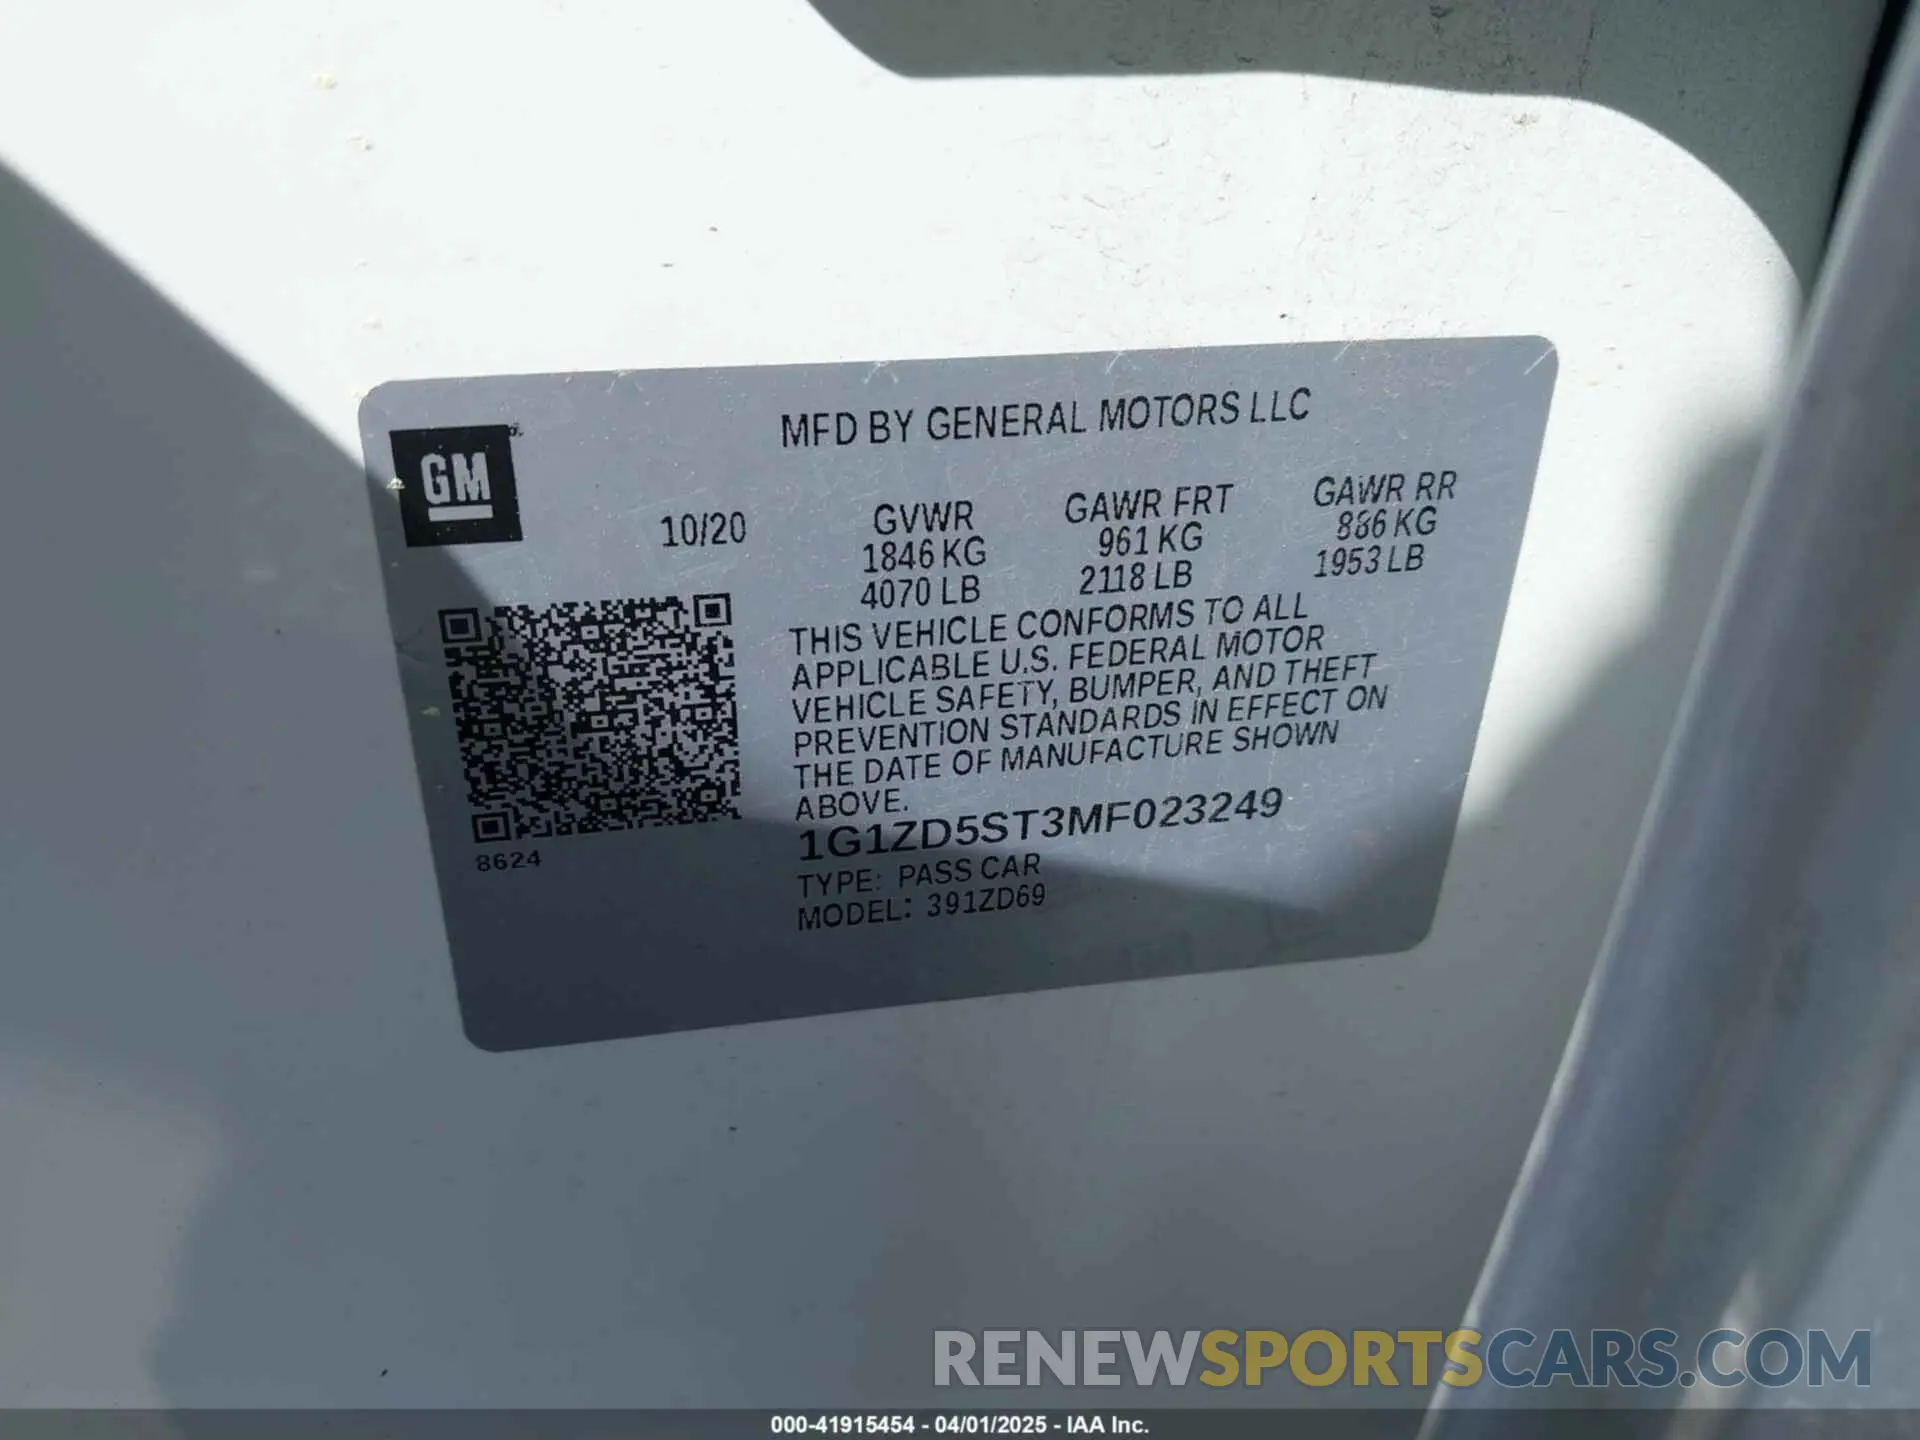 MFD BY GENERAL MOTORS LLC
GM
10/20
GVWR GAWR FRT GAWR RR
1846 KG 961 KG 886 KG
4070 LB 2118 LB 1953 LB
THIS VEHICLE CONFORMS TO ALL
APPLICABLE U.S. FEDERAL MOTOR
VEHICLE SAFETY, BUMPER, AND THEFT
PREVENTION STANDARDS IN EFFECT ON
THE DATE OF MANUFACTURE SHOWN
ABOVE.
1G1ZD5ST3MF023249
TYPE: PASS CAR
MODEL: 391ZD69
8624
RENEWSPORTSCARS.COM
000-41915454 - 04/01/2025 - IAA Inc.